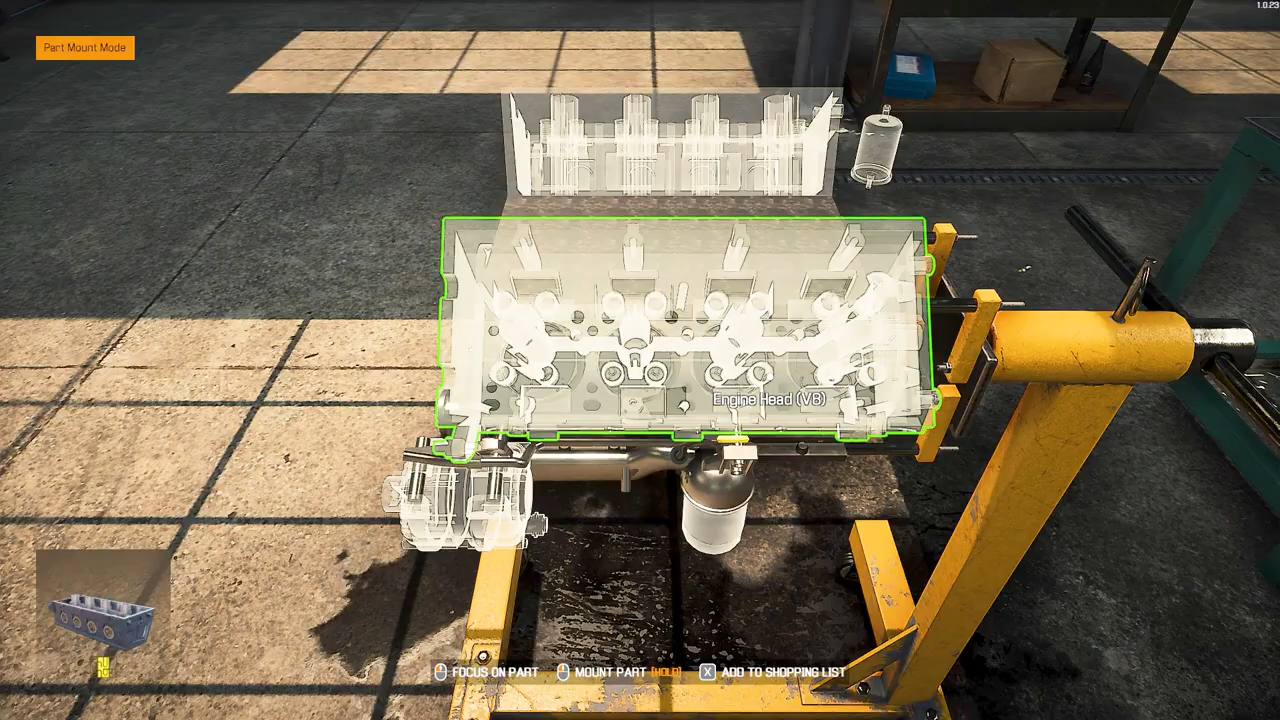 1.0.23
Part Mount Mode
Engine Head (V8)
FOCUS ON PART MOUNT PART [HOLD] X ADD TO SHOPPING LIST